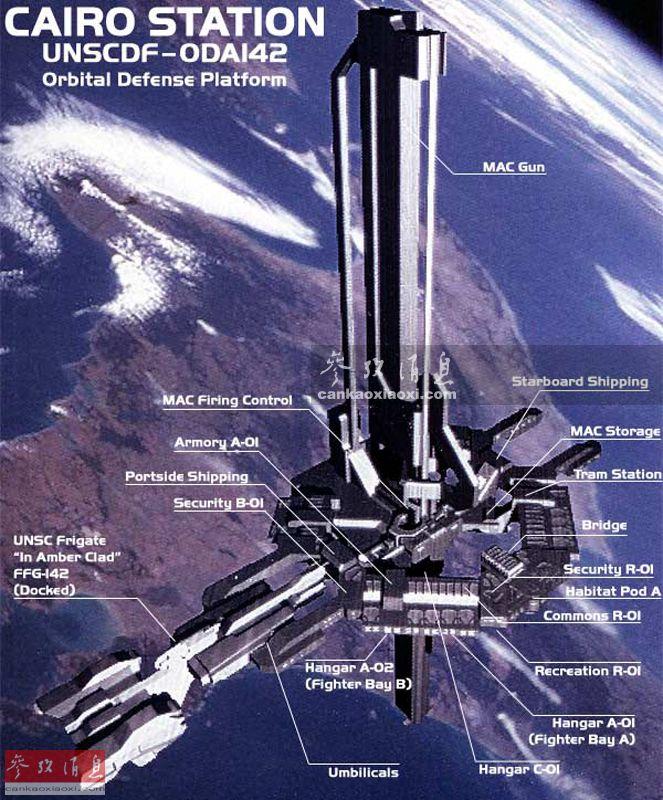 CAIRO STATION
UNSCDF-ODA142
Orbital Defense Platform
MAC Gun
参考消息
cankaoxiaoxi.com
Starboard Shipping
MAC Firing Control
MAC Storage
Armory A-01
Tram Station
Portside Shipping
Security B-01
Bridge
UNSC Frigate
"In Amber Clad"
FFG-142
(Docked)
Security R-01
Habitat Pod A
Commons R-01
Hangar A-02
(Fighter Bay B)
Recreation R-01
Hangar A-01
(Fighter Bay A)
Umbilicals
Hangar C-01
参考消息
cankaoxiaoxi.com